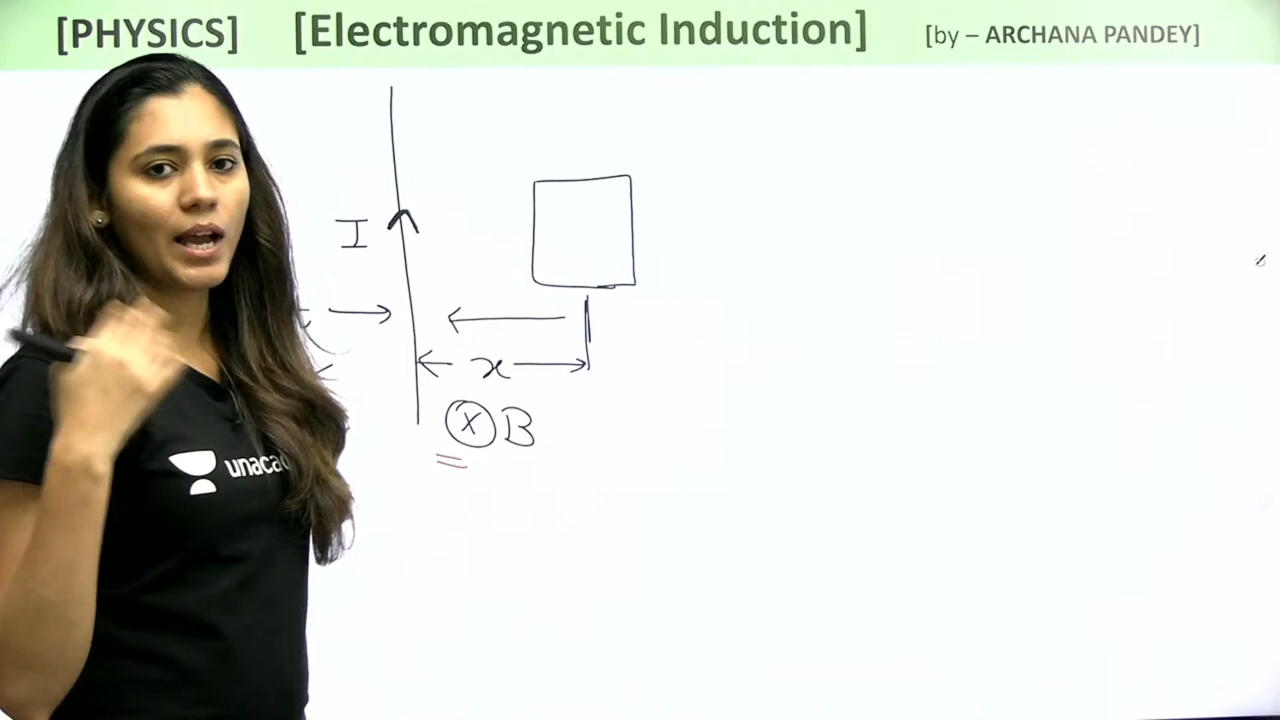 [PHYSICS] [Electromagnetic Induction] [by – ARCHANA PANDEY]
I
x
ⓧ B
unaca